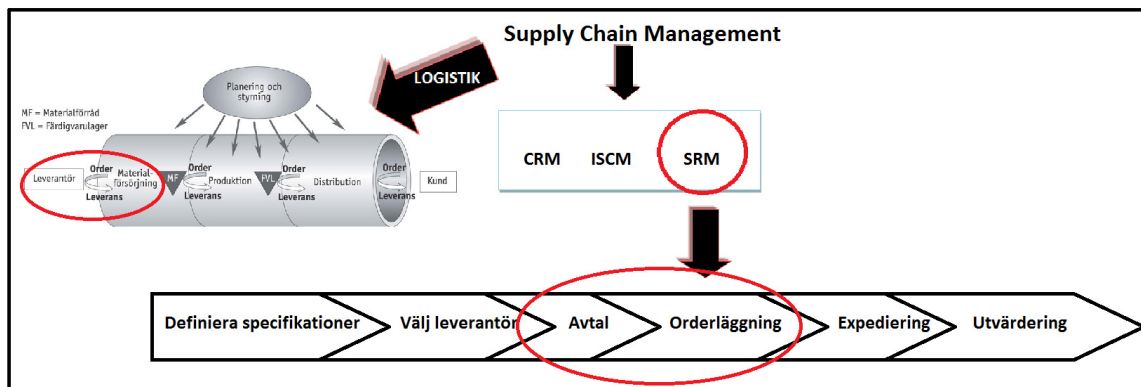 Supply Chain Management
LOGISTIK
Planering och
styrning
MF = Materialförråd
FVL = Färdigvarulager
Leverantör
Order
Leverans
Material-
försörjning
MF
Order
Leverans
Produktion
FVL
Order
Leverans
Distribution
Order
Leverans
Kund
CRM ISCM SRM
Definiera specifikationer Välj leverantör Avtal Orderläggning Expediering Utvärdering